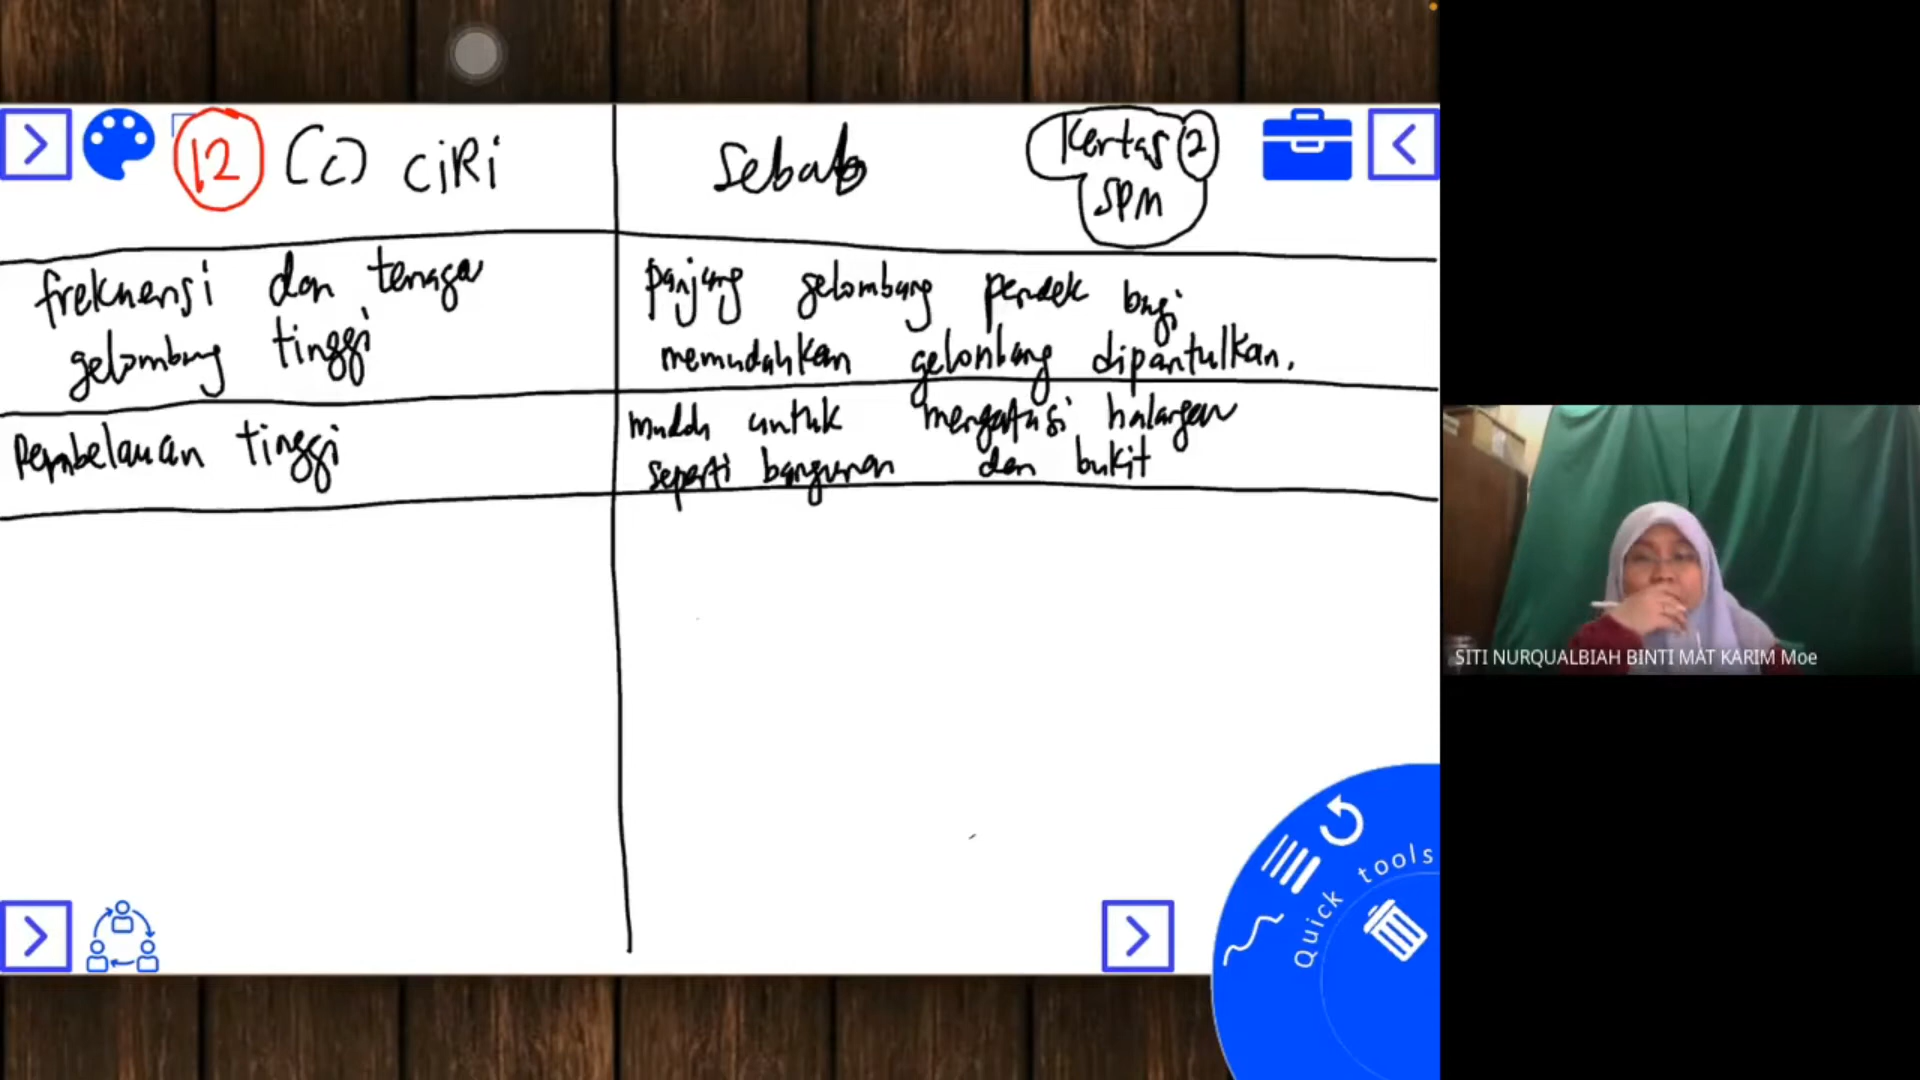 12 (c) ciRi
Sebab
Kertas 2
SPM
frekuensi dan tenaga
gelombang tinggi
panjang gelombang pendek bagi
memudahkan gelombang dipantulkan.
Pembelauan tinggi
mudah untuk mengatasi halangan
seperti bangunan dan bukit
SITI NURQUALBIAH BINTI MAT KARIM Moe
Quick tools